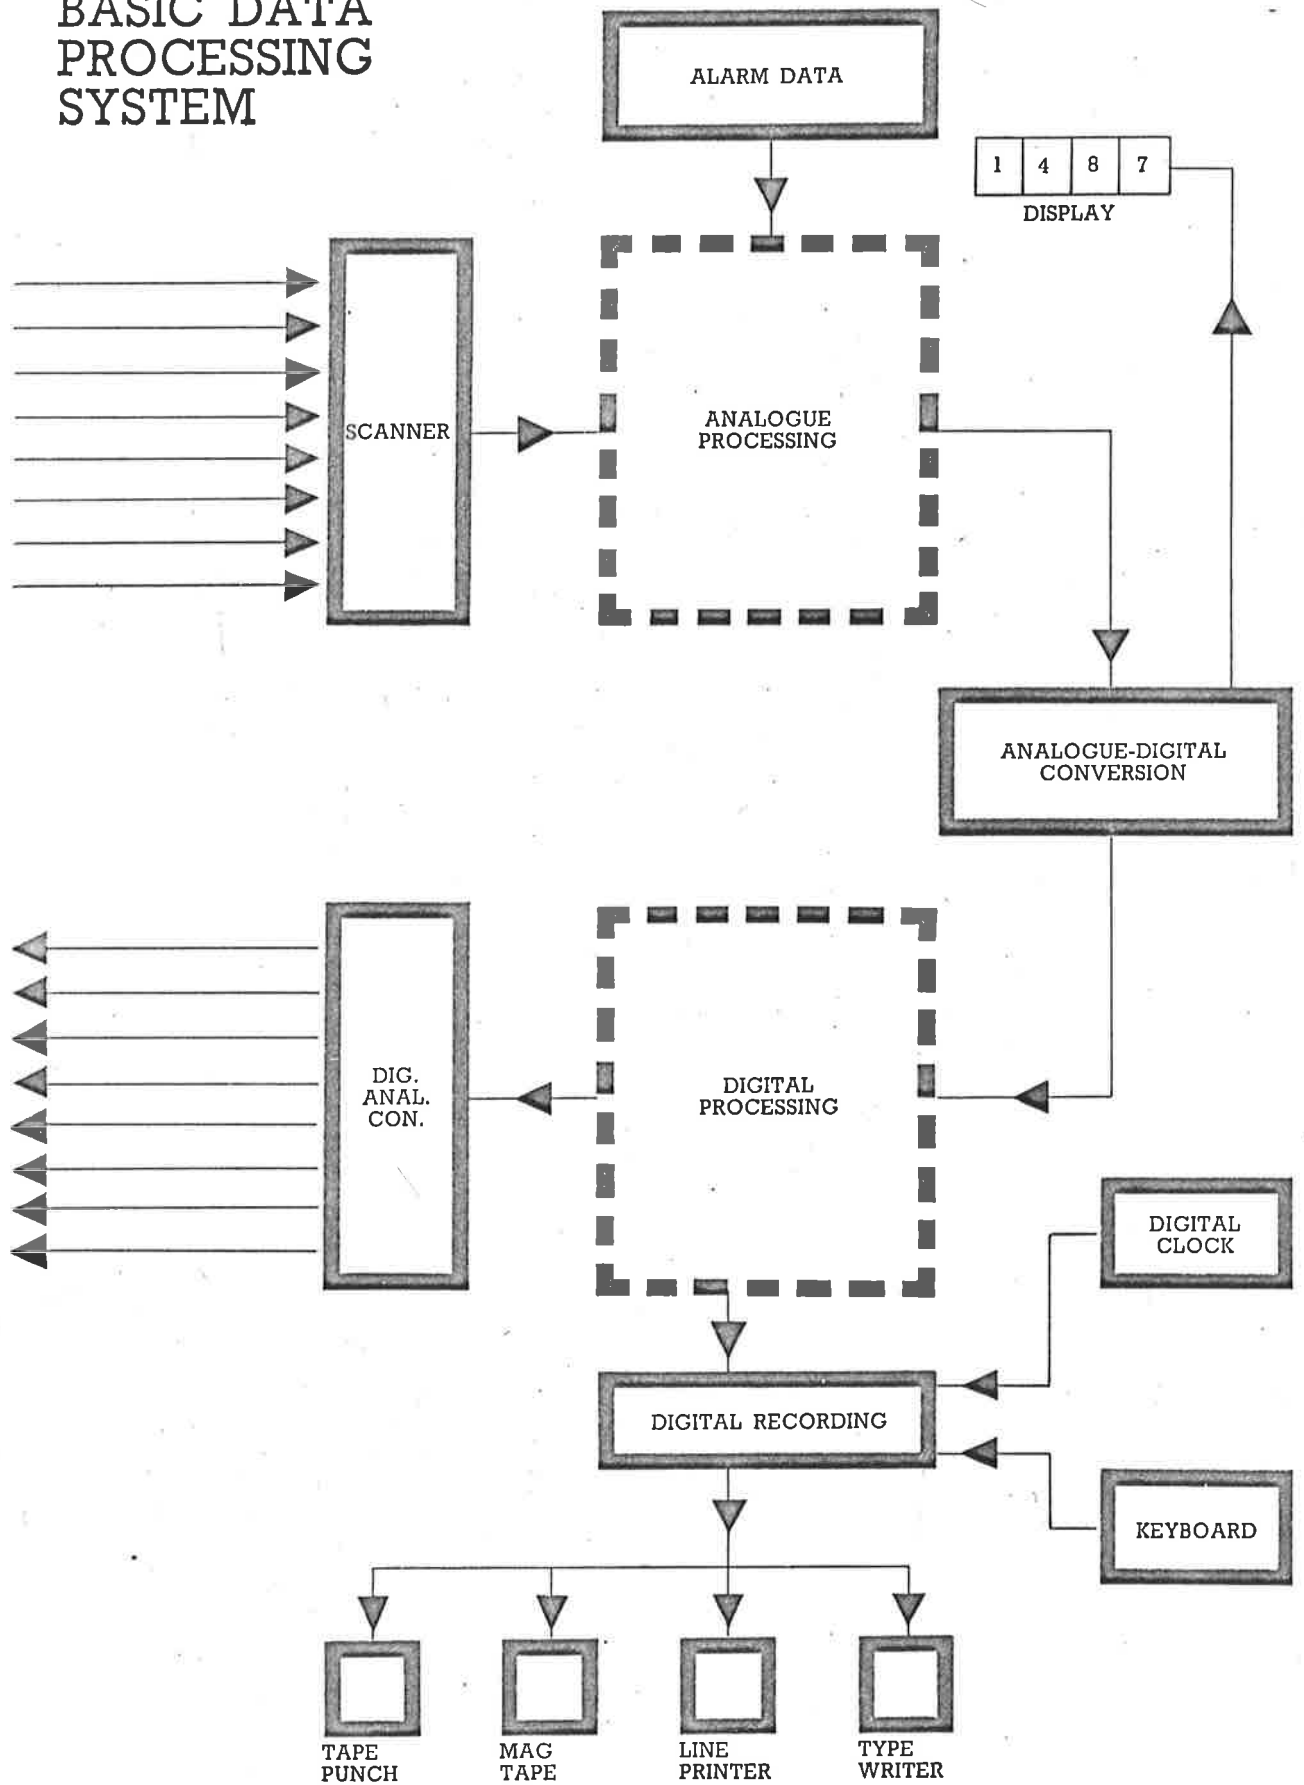 BASIC DATA
PROCESSING
SYSTEM
ALARM DATA
1 4 8 7
DISPLAY
SCANNER
ANALOGUE
PROCESSING
ANALOGUE-DIGITAL
CONVERSION
DIG.
ANAL.
CON.
DIGITAL
PROCESSING
DIGITAL
CLOCK
DIGITAL RECORDING
KEYBOARD
TAPE
PUNCH
MAG
TAPE
LINE
PRINTER
TYPE
WRITER